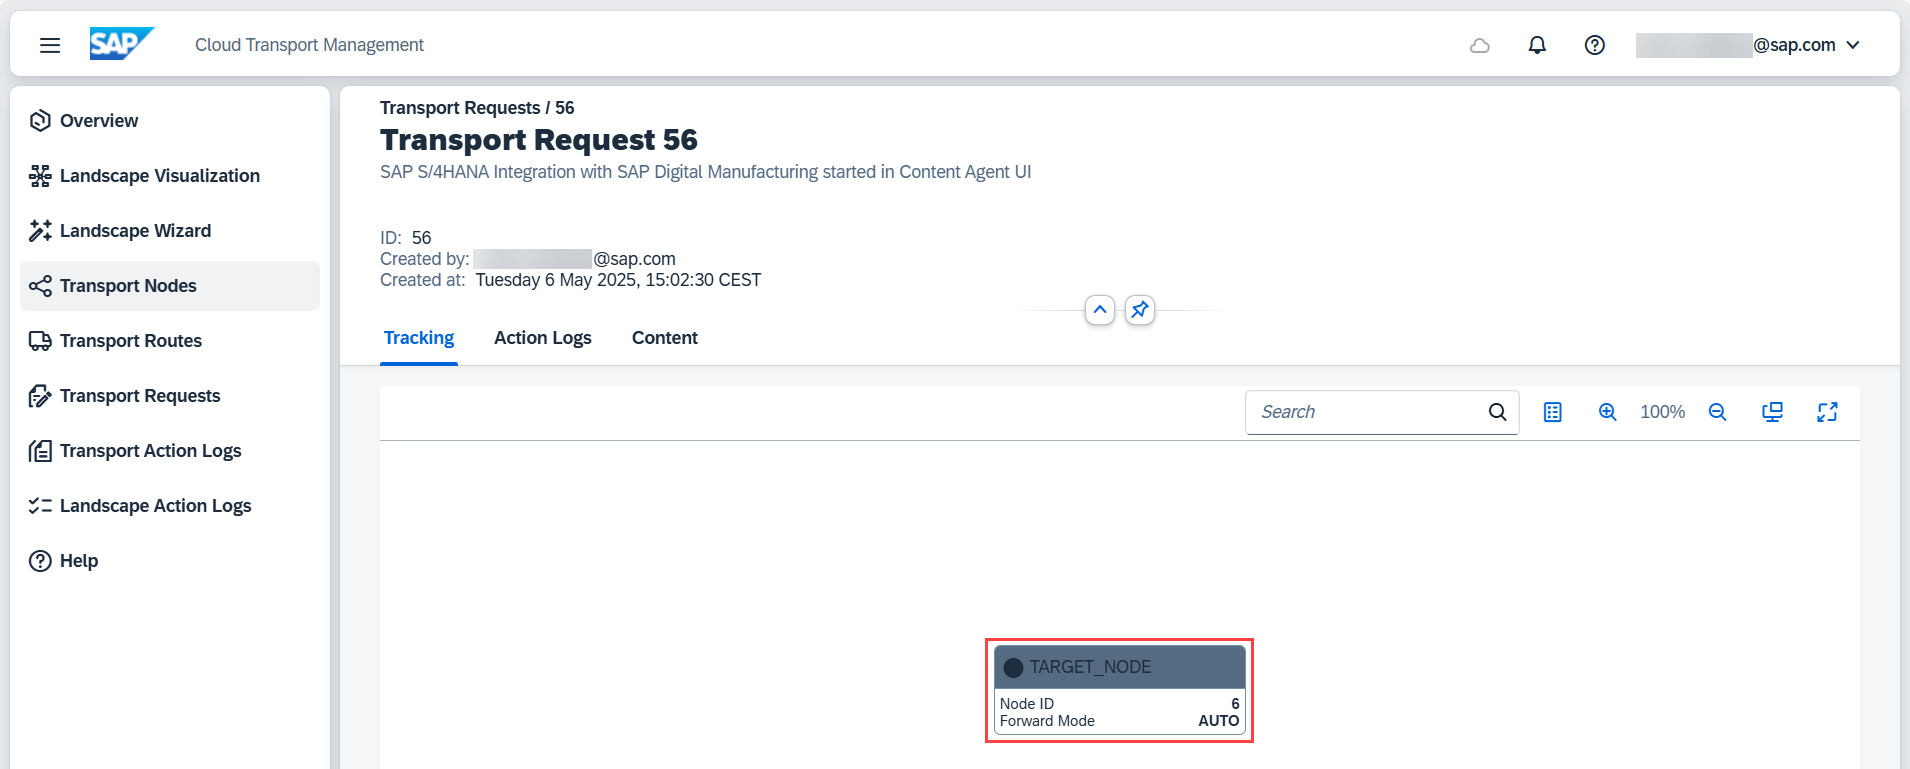 SAP Cloud Transport Management
@sap.com
Overview
Landscape Visualization
Landscape Wizard
Transport Nodes
Transport Routes
Transport Requests
Transport Action Logs
Landscape Action Logs
Help
Transport Requests / 56
Transport Request 56
SAP S/4HANA Integration with SAP Digital Manufacturing started in Content Agent UI
ID: 56
Created by: @sap.com
Created at: Tuesday 6 May 2025, 15:02:30 CEST
Tracking Action Logs Content
Search 100%
TARGET_NODE
Node ID 6
Forward Mode AUTO